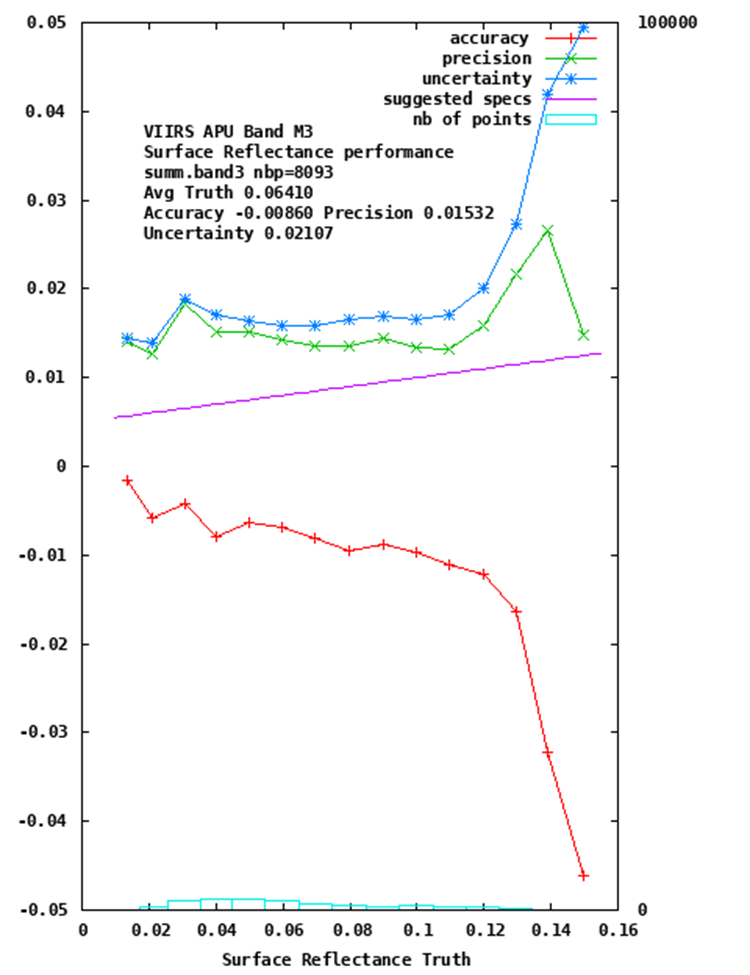 0.05
0.04
0.03
0.02
0.01
0
-0.01
-0.02
-0.03
-0.04
-0.05
100000
0
accuracy
precision
uncertainty
suggested specs
nb of points
VIIRS APU Band M3
Surface Reflectance performance
summ.band3 nbp=8093
Avg Truth 0.06410
Accuracy -0.00860 Precision 0.01532
Uncertainty 0.02107
0 0.02 0.04 0.06 0.08 0.1 0.12 0.14 0.16
Surface Reflectance Truth